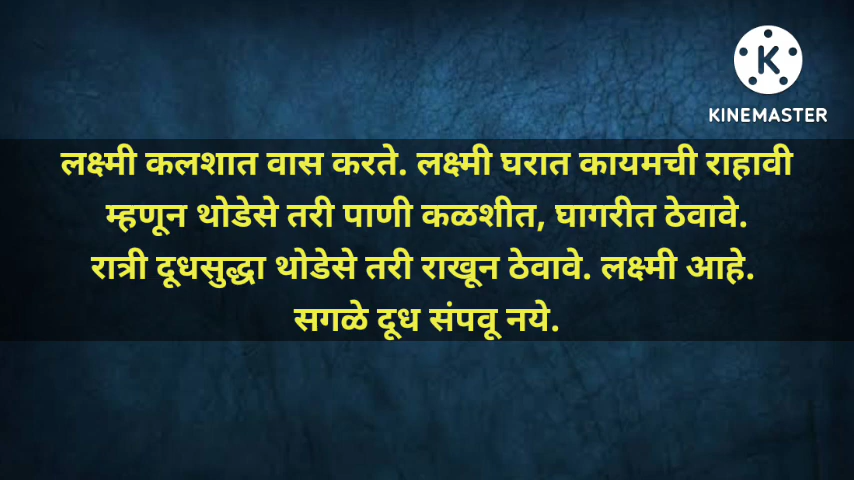 KINEMASTER
लक्ष्मी कलशात वास करते. लक्ष्मी घरात कायमची राहावी
म्हणून थोडेसे तरी पाणी कळशीत, घागरीत ठेवावे.
रात्री दूधसुद्धा थोडेसे तरी राखून ठेवावे. लक्ष्मी आहे.
सगळे दूध संपवू नये.